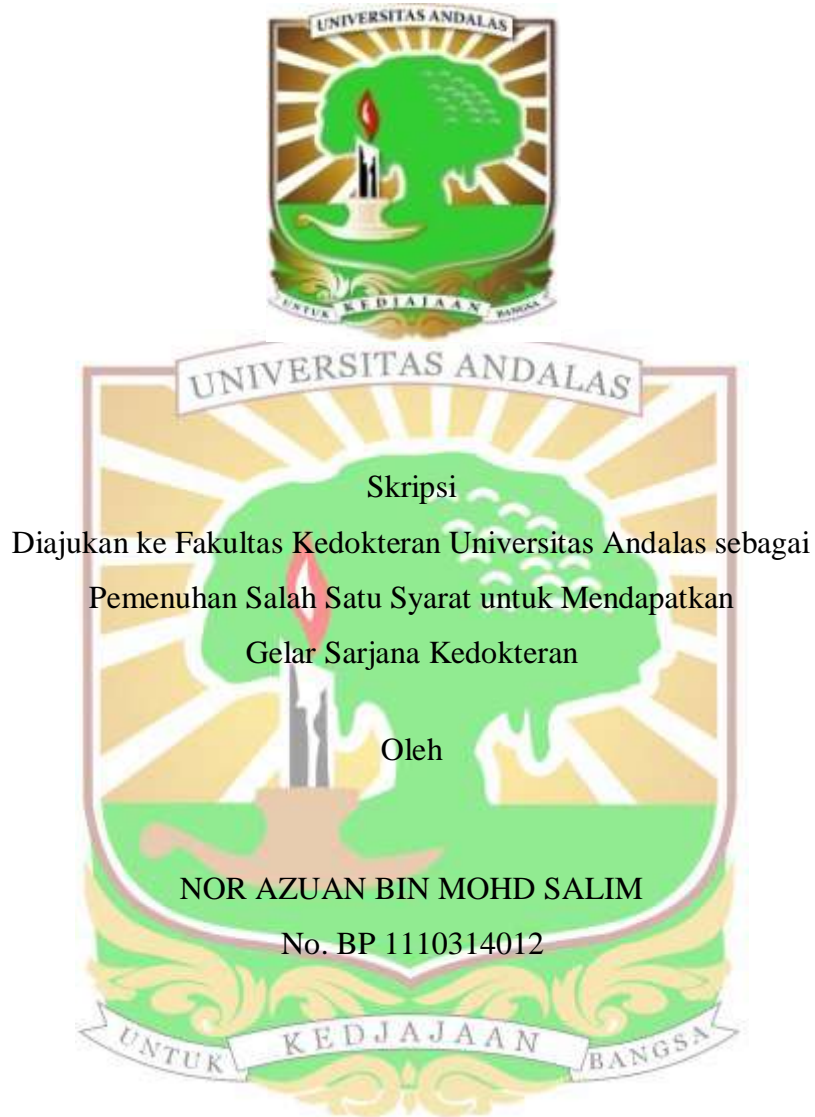 UNIVERSITAS ANDALAS
UNTUK KEDJAJAAN BANGSA
UNIVERSITAS ANDALAS
Skripsi
Diajukan ke Fakultas Kedokteran Universitas Andalas sebagai
Pemenuhan Salah Satu Syarat untuk Mendapatkan
Gelar Sarjana Kedokteran
Oleh
NOR AZUAN BIN MOHD SALIM
No. BP 1110314012
UNTUK KEDJAJAAN BANGSA